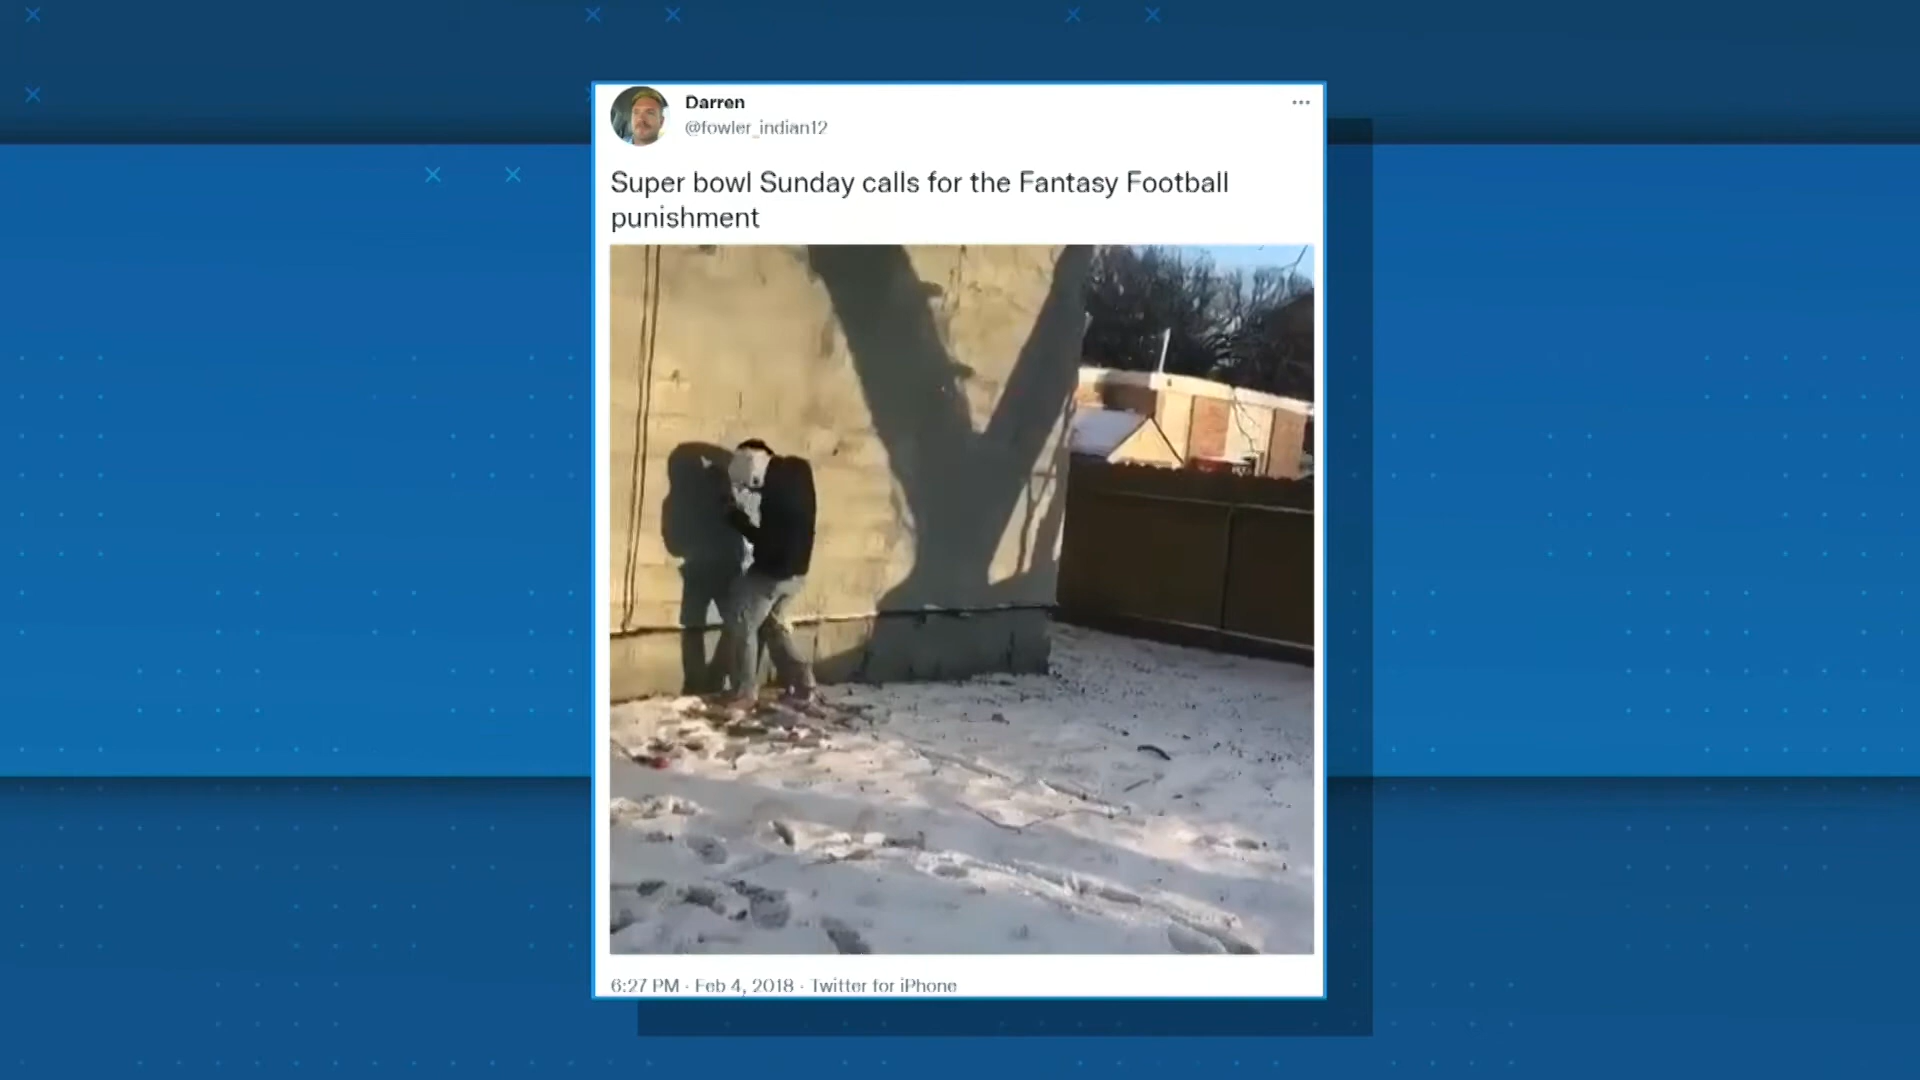 Darren
@fowler_indian12
Super bowl Sunday calls for the Fantasy Football
punishment
6:27 PM · Feb 4, 2018 · Twitter for iPhone